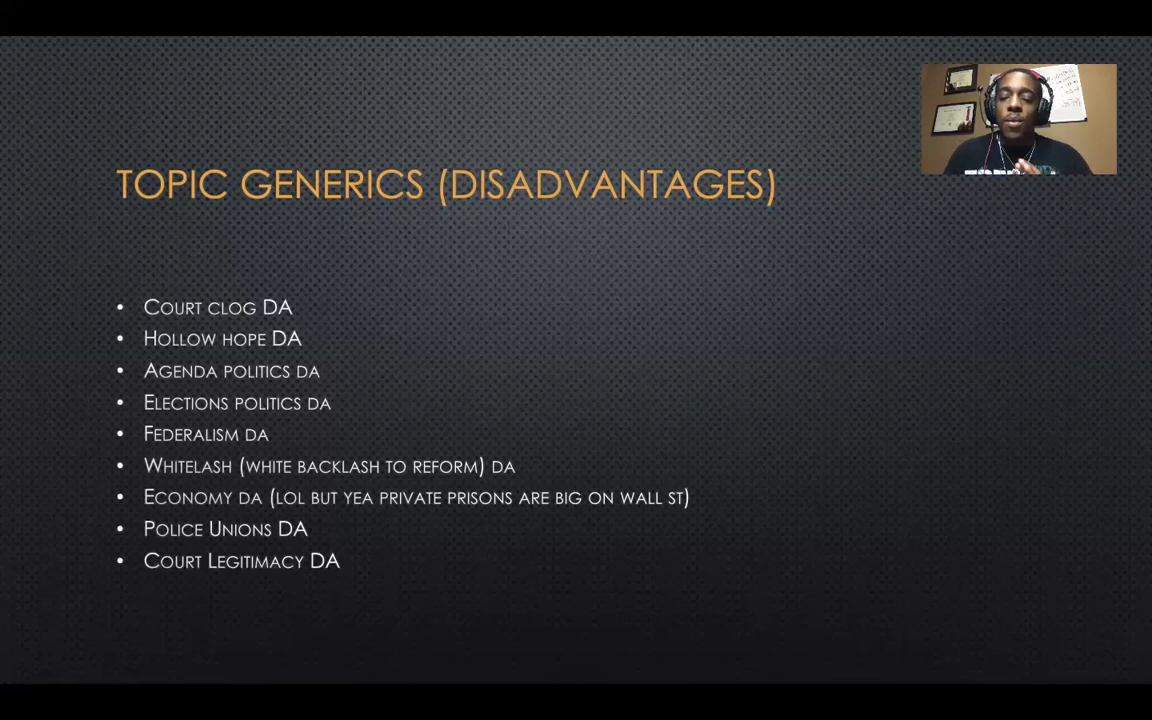 TOPIC GENERICS (DISADVANTAGES)
• COURT CLOG DA
• HOLLOW HOPE DA
• AGENDA POLITICS DA
• ELECTIONS POLITICS DA
• FEDERALISM DA
• WHITELASH (WHITE BACKLASH TO REFORM) DA
• ECONOMY DA (LOL BUT YEA PRIVATE PRISONS ARE BIG ON WALL ST)
• POLICE UNIONS DA
• COURT LEGITIMACY DA